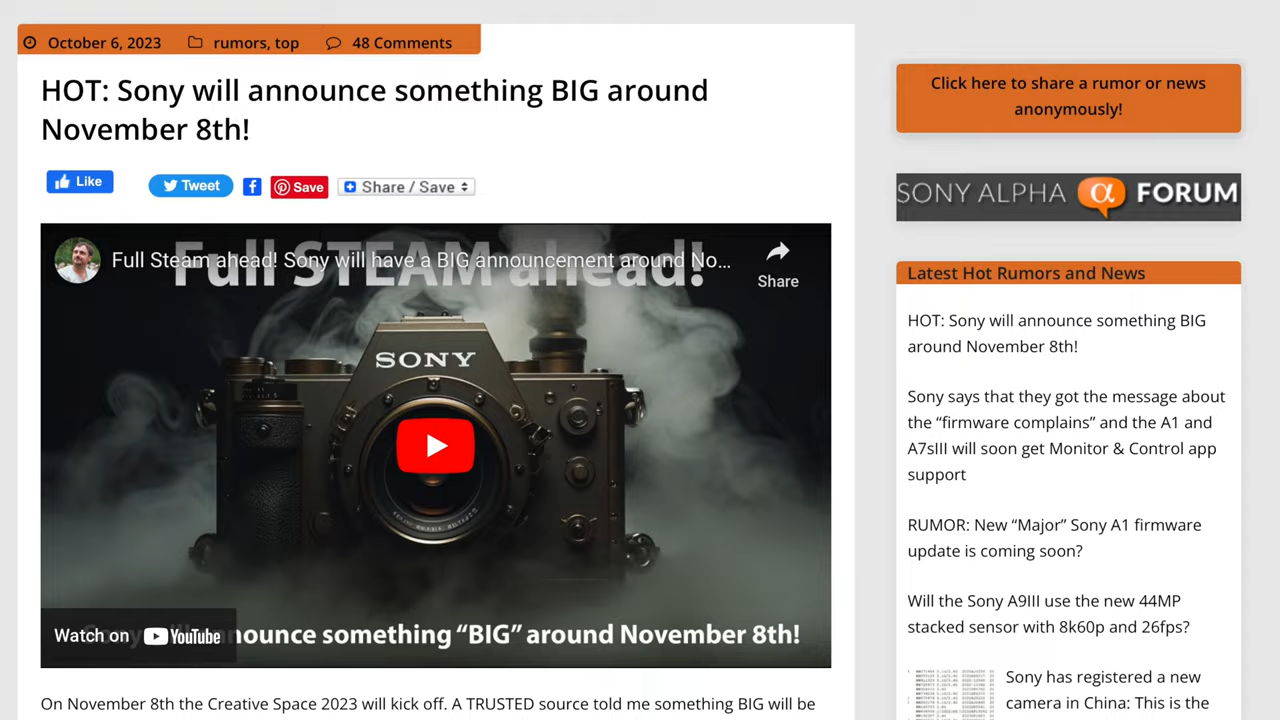 October 6, 2023 rumors, top 48 Comments
HOT: Sony will announce something BIG around
November 8th!
Like Tweet Save Share / Save
Full STEAM ahead!
Full Steam ahead! Sony will have a BIG announcement around No...
Share
SONY
Watch on YouTube
nounce something “BIG” around November 8th!
On November 8th the Creative Space 2023 will kick off. A TRUSTED source told me something BIG will be
Click here to share a rumor or news
anonymously!
SONY ALPHA α FORUM
Latest Hot Rumors and News
HOT: Sony will announce something BIG
around November 8th!
Sony says that they got the message about
the “firmware complains” and the A1 and
A7sIII will soon get Monitor & Control app
support
RUMOR: New “Major” Sony A1 firmware
update is coming soon?
Will the Sony A9III use the new 44MP
stacked sensor with 8k60p and 26fps?
Sony has registered a new
camera in China: This is the